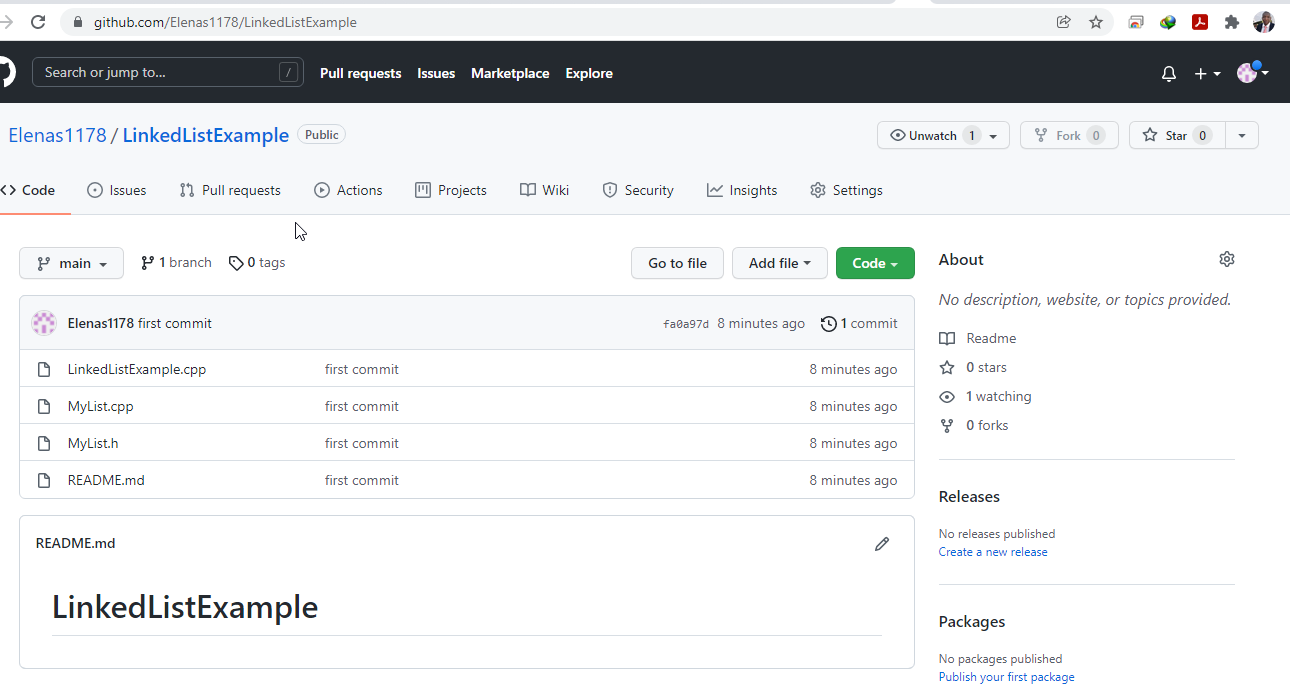 github.com/Elenas1178/LinkedListExample
Search or jump to... /
Pull requests Issues Marketplace Explore
Elenas1178 / LinkedListExample Public
Unwatch 1 Fork 0 Star 0
<> Code Issues Pull requests Actions Projects Wiki Security Insights Settings
main 1 branch 0 tags Go to file Add file Code
Elenas1178 first commit fa0a97d 8 minutes ago 1 commit
LinkedListExample.cpp first commit 8 minutes ago
MyList.cpp first commit 8 minutes ago
MyList.h first commit 8 minutes ago
README.md first commit 8 minutes ago
README.md
LinkedListExample
About
No description, website, or topics provided.
Readme
0 stars
1 watching
0 forks
Releases
No releases published
Create a new release
Packages
No packages published
Publish your first package